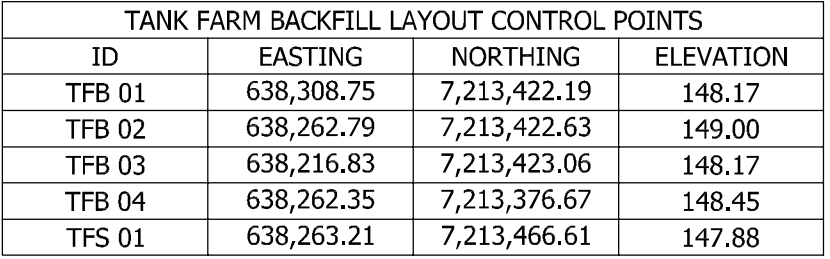 TANK FARM BACKFILL LAYOUT CONTROL POINTS
ID EASTING NORTHING ELEVATION
TFB 01 638,308.75 7,213,422.19 148.17
TFB 02 638,262.79 7,213,422.63 149.00
TFB 03 638,216.83 7,213,423.06 148.17
TFB 04 638,262.35 7,213,376.67 148.45
TFS 01 638,263.21 7,213,466.61 147.88